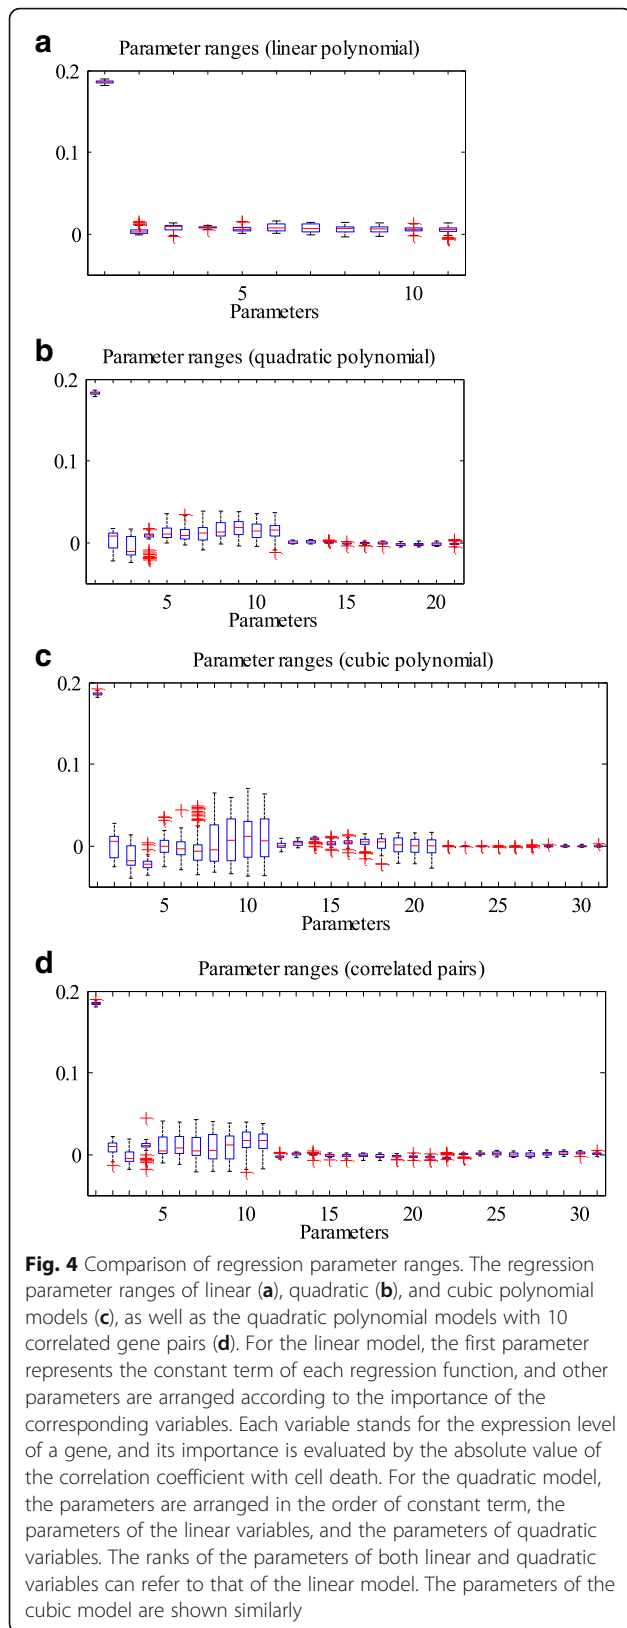 a
Parameter ranges (linear polynomial)
0.2
0.1
0
5 10
Parameters
b
Parameter ranges (quadratic polynomial)
0.2
0.1
0
5 10 15 20
Parameters
c
Parameter ranges (cubic polynomial)
0.2
0.1
0
5 10 15 20 25 30
Parameters
d
Parameter ranges (correlated pairs)
0.2
0.1
0
5 10 15 20 25 30
Parameters
Fig. 4 Comparison of regression parameter ranges. The regression
parameter ranges of linear (a), quadratic (b), and cubic polynomial
models (c), as well as the quadratic polynomial models with 10
correlated gene pairs (d). For the linear model, the first parameter
represents the constant term of each regression function, and other
parameters are arranged according to the importance of the
corresponding variables. Each variable stands for the expression level
of a gene, and its importance is evaluated by the absolute value of
the correlation coefficient with cell death. For the quadratic model,
the parameters are arranged in the order of constant term, the
parameters of the linear variables, and the parameters of quadratic
variables. The ranks of the parameters of both linear and quadratic
variables can refer to that of the linear model. The parameters of the
cubic model are shown similarly